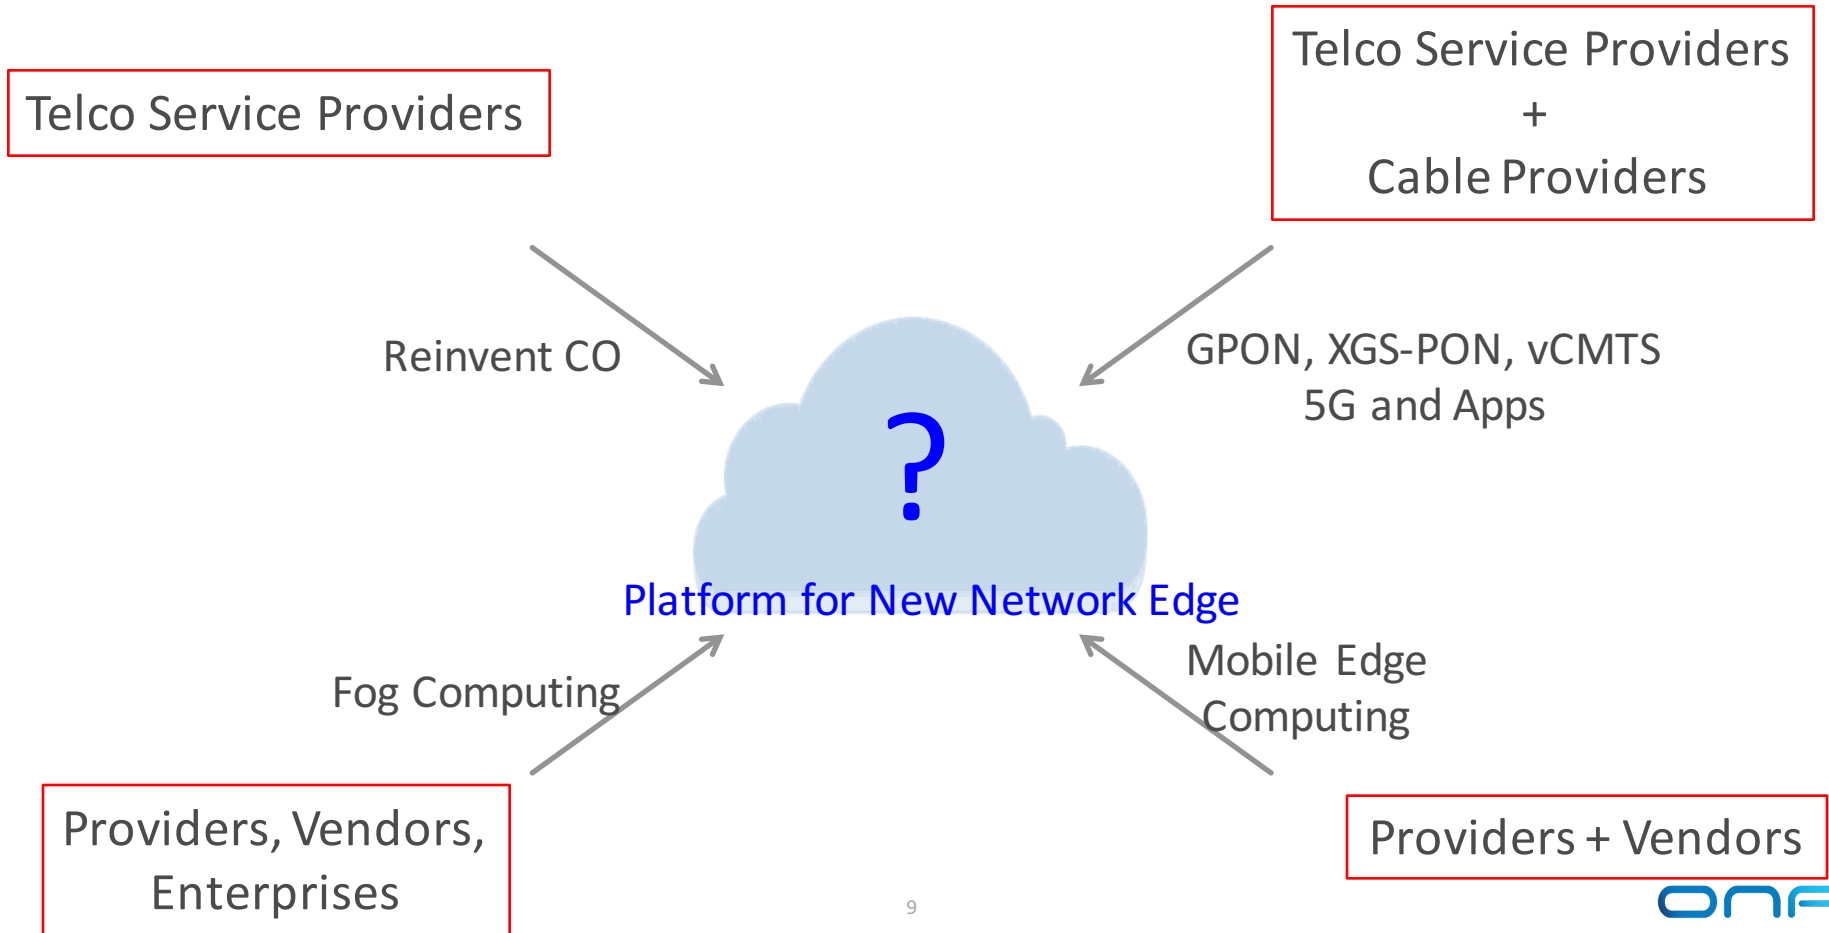 Telco Service Providers
Telco Service Providers
+
Cable Providers
Reinvent CO
GPON, XGS-PON, vCMTS
5G and Apps
?
Platform for New Network Edge
Fog Computing
Mobile Edge
Computing
Providers, Vendors,
Enterprises
Providers + Vendors
9
ONF